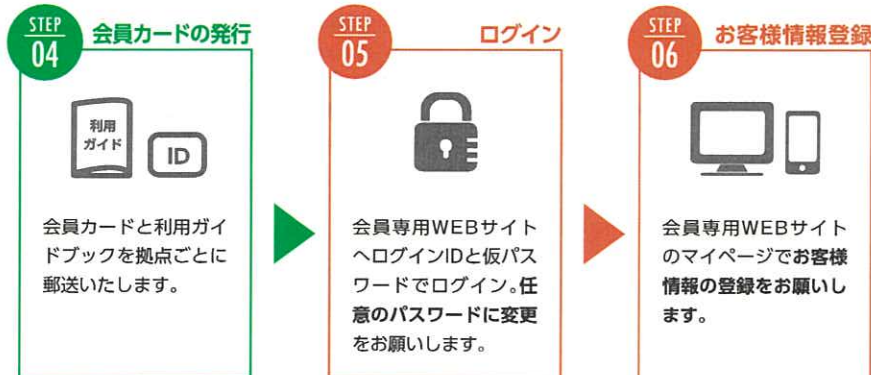 STEP
04
会員カードの発行
利用
ガイド
ID
会員カードと利用ガイ
ドブックを拠点ごとに
郵送いたします。
STEP
05
ログイン
会員専用WEBサイト
へログインIDと仮パス
ワードでログイン。任
意のパスワードに変更
をお願いします。
STEP
06
お客様情報登録
会員専用WEBサイト
のマイページでお客様
情報の登録をお願いし
ます。